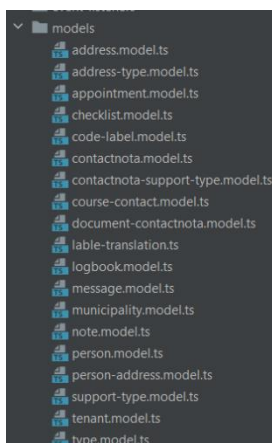 models
address.model.ts
address-type.model.ts
appointment.model.ts
checklist.model.ts
code-label.model.ts
contactnota.model.ts
contactnota-support-type.model.ts
course-contact.model.ts
document-contactnota.model.ts
lable-translation.ts
logbook.model.ts
message.model.ts
municipality.model.ts
note.model.ts
person.model.ts
person-address.model.ts
support-type.model.ts
tenant.model.ts
type.model.ts